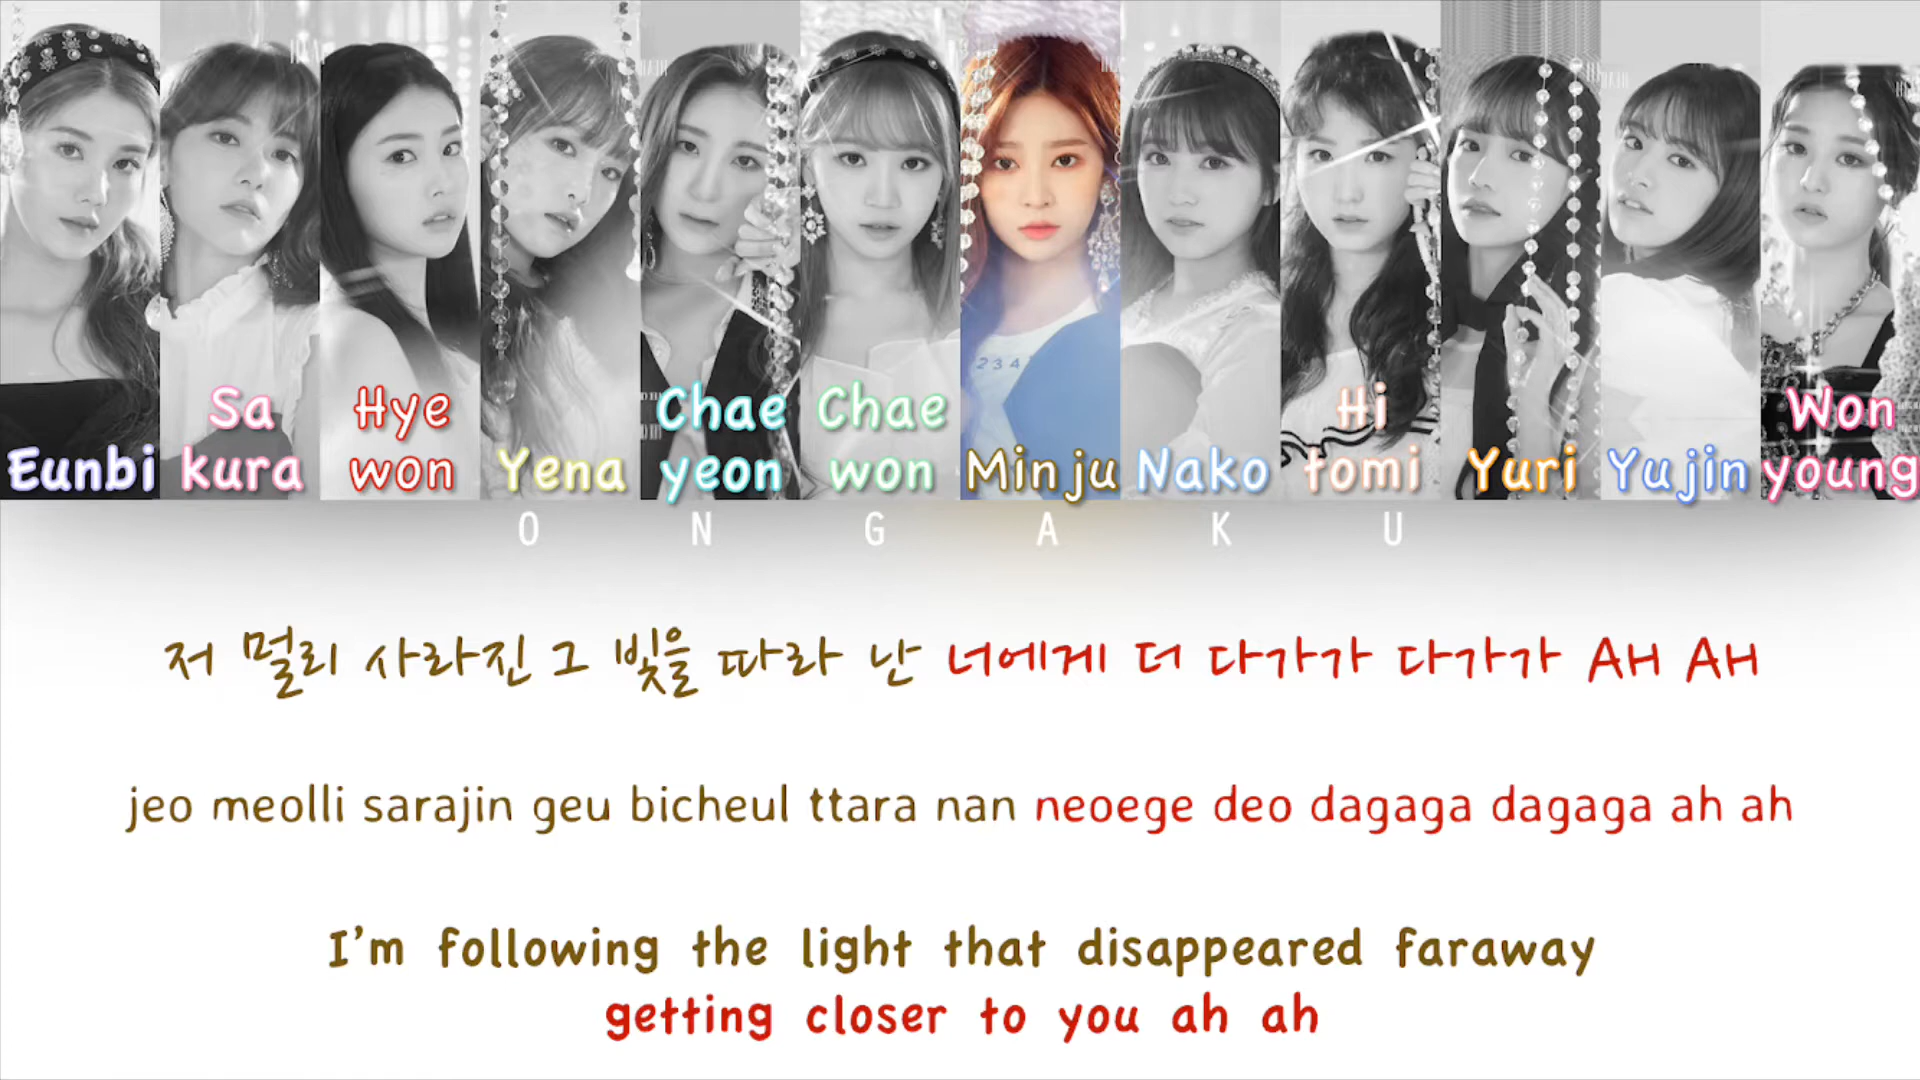 Eunbi
Sa
kura
Hye
won
Yena
Chae
yeon
Chae
won
Minju
Nako
Hi
tomi
Yuri
Yujin
Won
young
O N G A K U
저 멀리 사라진 그 빛을 따라 난 너에게 더 다가가 다가가 AH AH
jeo meolli sarajin geu bicheul ttara nan neoege deo dagaga dagaga ah ah
I'm following the light that disappeared faraway
getting closer to you ah ah